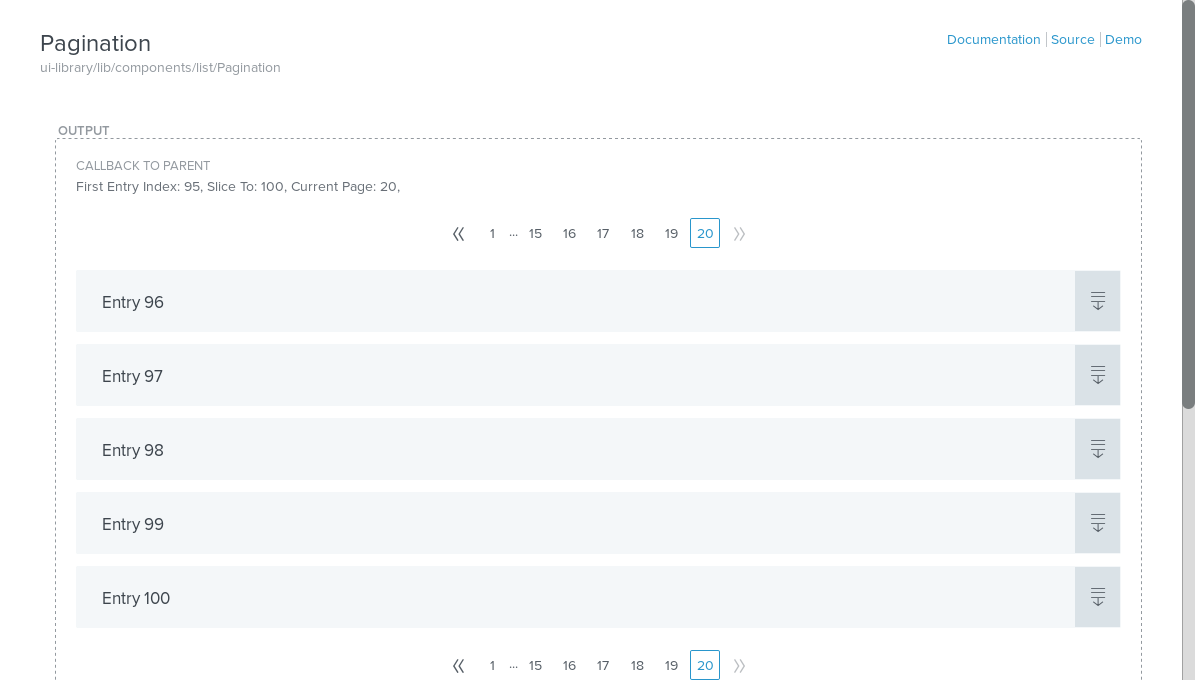 Pagination
Documentation Source Demo
ui-library/lib/components/list/Pagination
OUTPUT
CALLBACK TO PARENT
First Entry Index: 95, Slice To: 100, Current Page: 20,
1 ... 15 16 17 18 19 20
Entry 96
Entry 97
Entry 98
Entry 99
Entry 100
1 ... 15 16 17 18 19 20